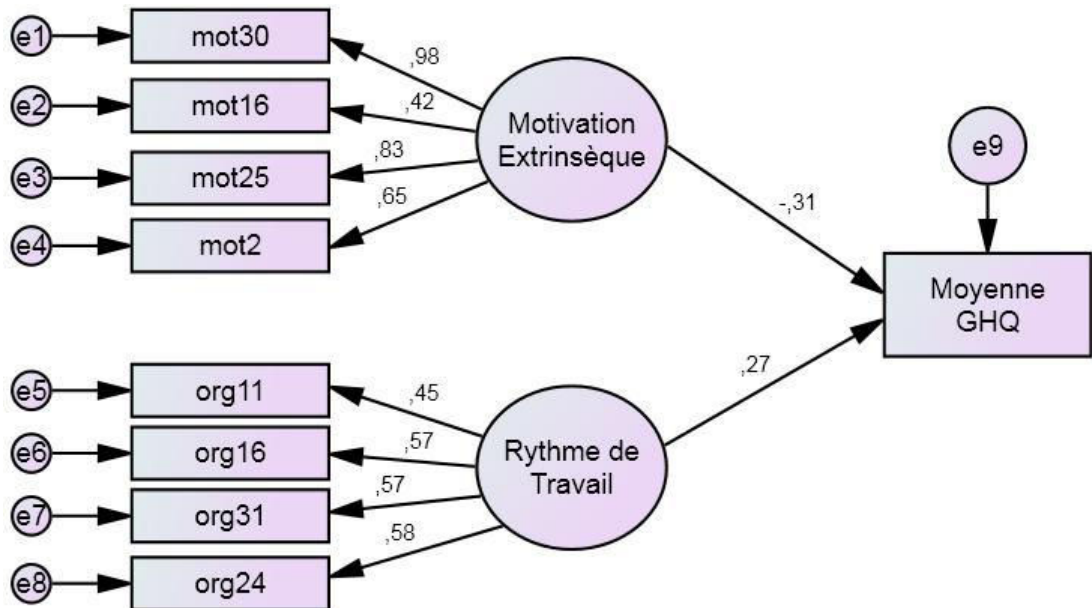 e1
mot30
,98
e2
mot16
,42
e3
mot25
,83
e4
mot2
,65
Motivation
Extrinsèque
-,31
e9
Moyenne
GHQ
e5
org11
,45
e6
org16
,57
e7
org31
,57
e8
org24
,58
Rythme de
Travail
,27